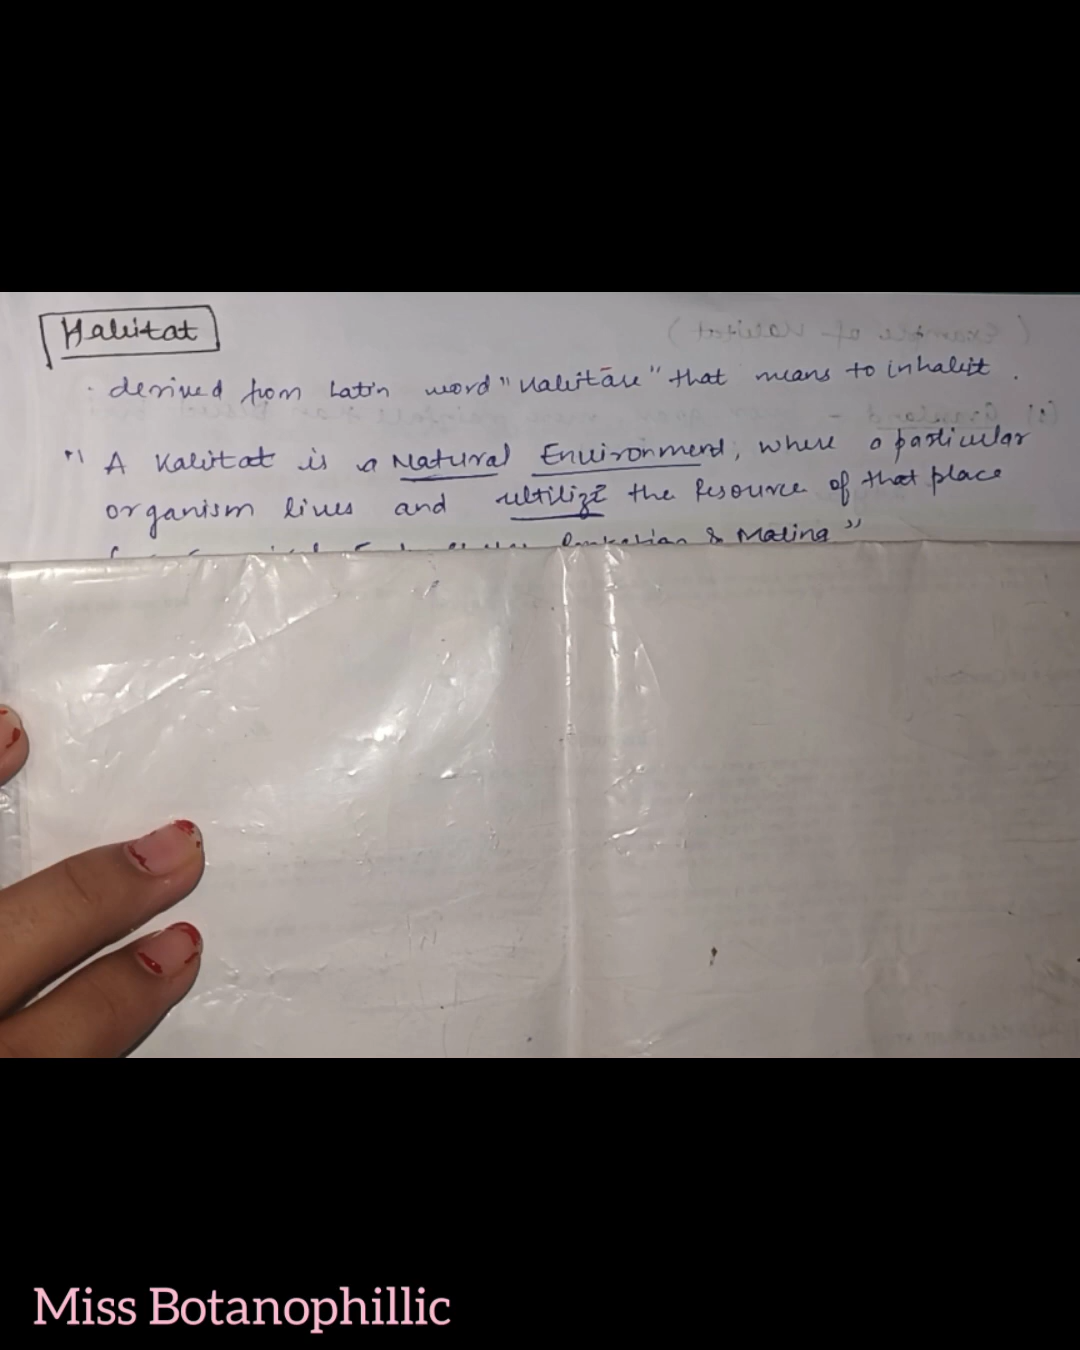 Habitat
· derived from Latin word "Habitāre" that means to inhabit .
"A Habitat is a Natural Environment, where a particular
organism lives and utilize the Resource of that place
& Mating"
Miss Botanophillic